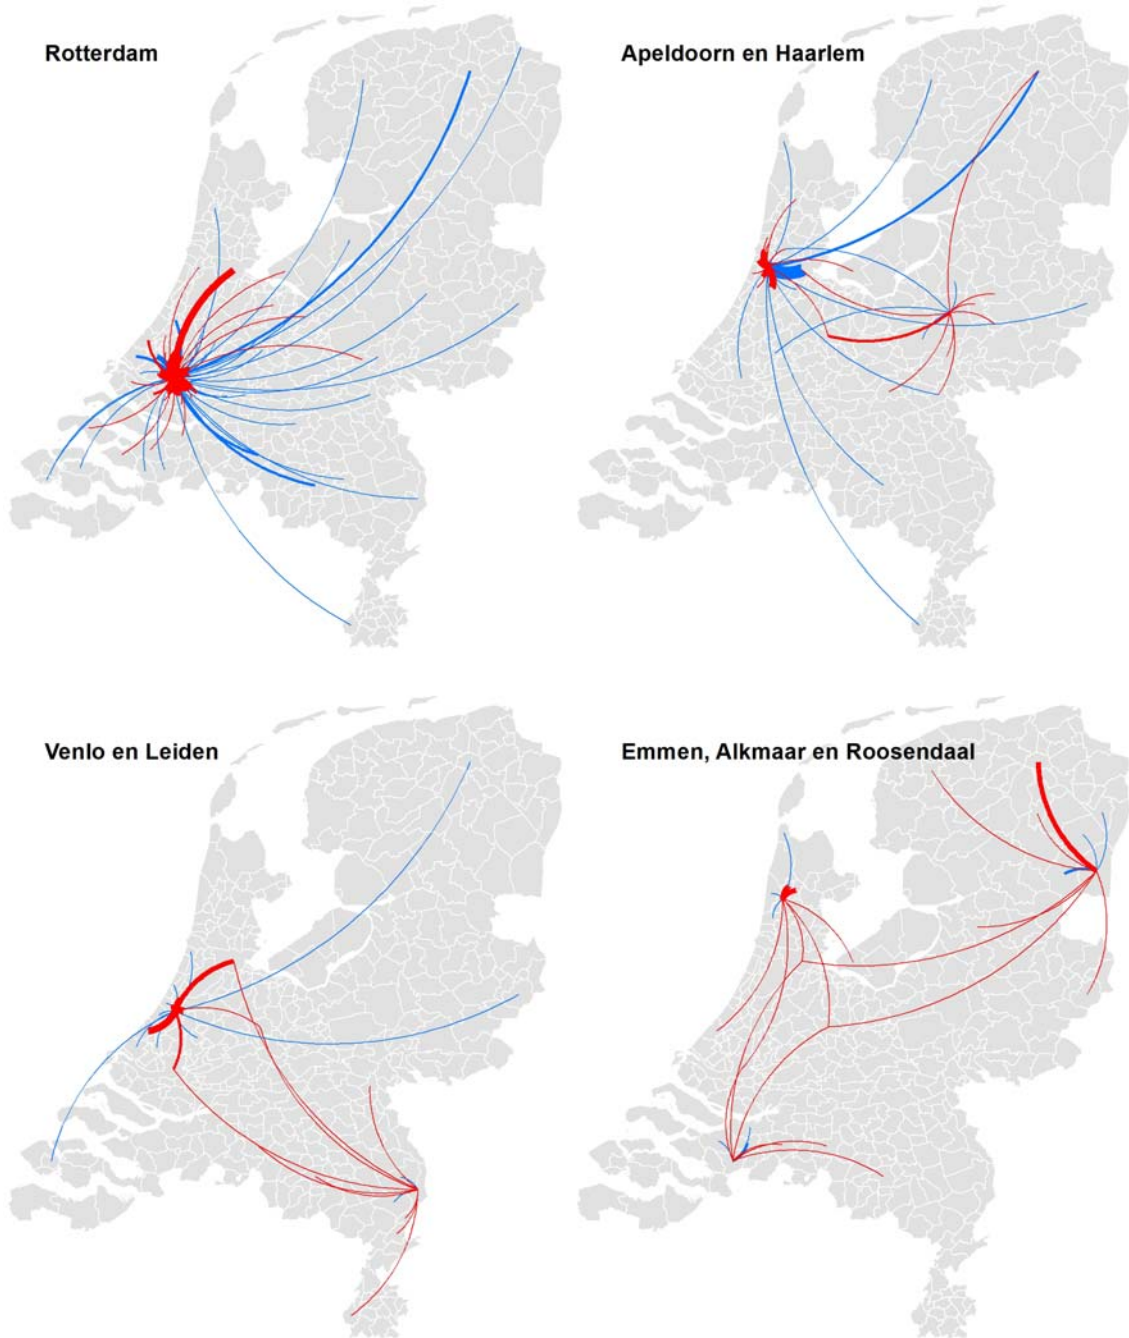 Rotterdam
Apeldoorn en Haarlem
Venlo en Leiden
Emmen, Alkmaar en Roosendaal